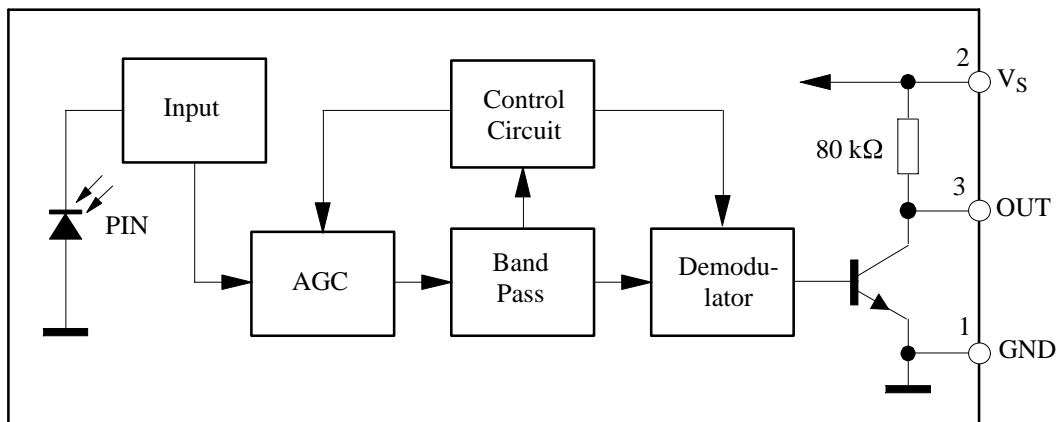 2
V_S
Input
Control
Circuit
80 kΩ
3
OUT
PIN
AGC
Band
Pass
Demodu-
lator
1
GND